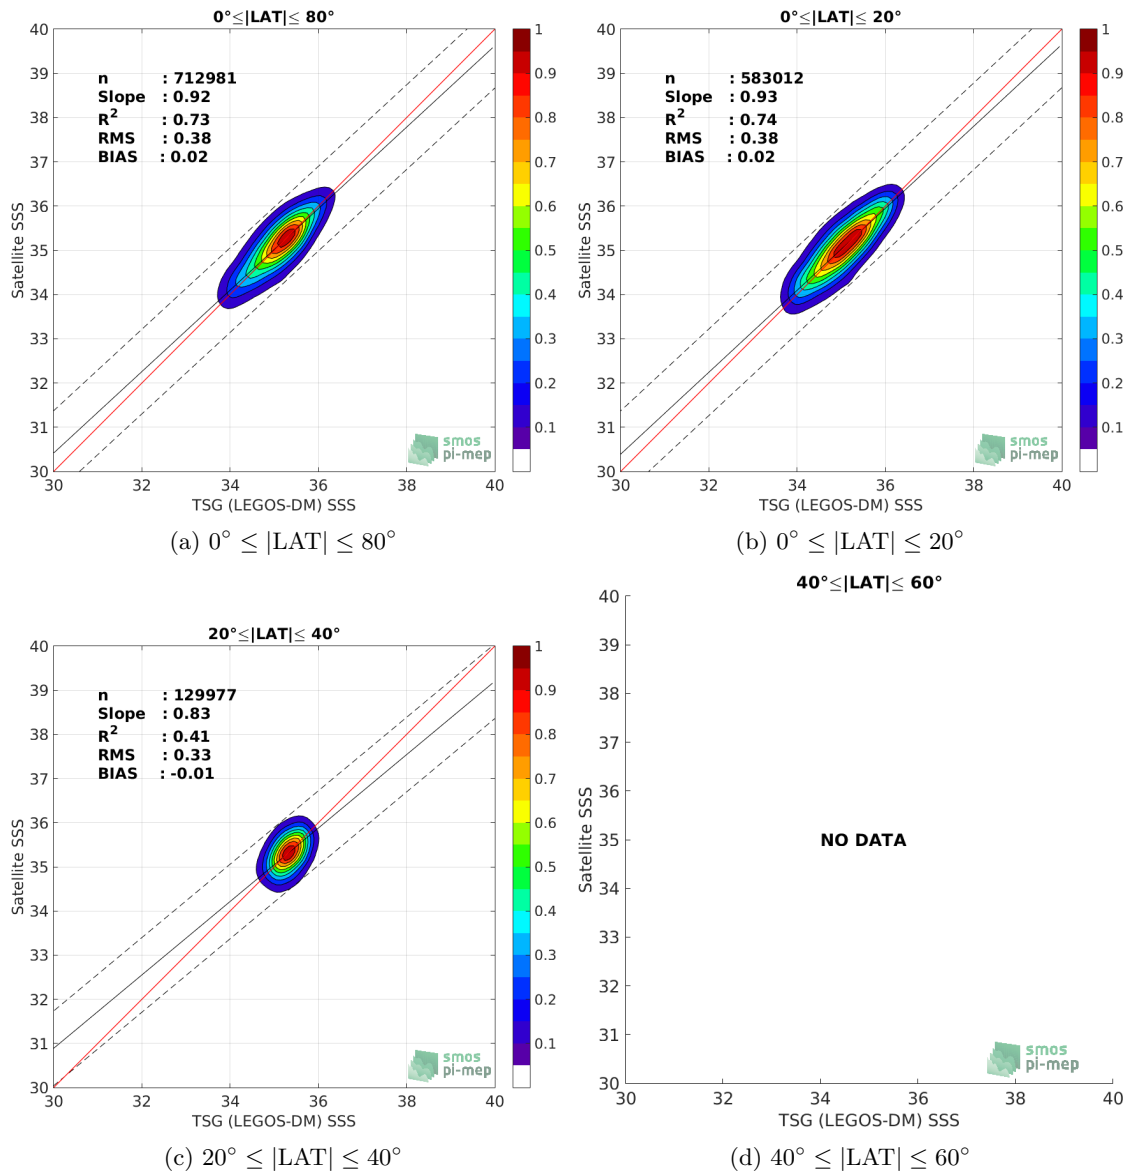 0°≤|LAT|≤ 80°
40
39
38
37
36
35
34
33
32
31
30
30
32
34
36
38
40
Satellite SSS
TSG (LEGOS-DM) SSS
n : 712981
Slope : 0.92
R2 : 0.73
RMS : 0.38
BIAS : 0.02
1
0.9
0.8
0.7
0.6
0.5
0.4
0.3
0.2
0.1
smos
pi-mep
(a) 0° ≤ |LAT| ≤ 80°
0°≤|LAT|≤ 20°
40
39
38
37
36
35
34
33
32
31
30
30
32
34
36
38
40
Satellite SSS
TSG (LEGOS-DM) SSS
n : 583012
Slope : 0.93
R2 : 0.74
RMS : 0.38
BIAS : 0.02
1
0.9
0.8
0.7
0.6
0.5
0.4
0.3
0.2
0.1
smos
pi-mep
(b) 0° ≤ |LAT| ≤ 20°
20°≤|LAT|≤ 40°
40
39
38
37
36
35
34
33
32
31
30
30
32
34
36
38
40
Satellite SSS
TSG (LEGOS-DM) SSS
n : 129977
Slope : 0.83
R2 : 0.41
RMS : 0.33
BIAS : -0.01
1
0.9
0.8
0.7
0.6
0.5
0.4
0.3
0.2
0.1
smos
pi-mep
(c) 20° ≤ |LAT| ≤ 40°
40°≤|LAT|≤ 60°
40
39
38
37
36
35
34
33
32
31
30
30
32
34
36
38
40
Satellite SSS
TSG (LEGOS-DM) SSS
NO DATA
smos
pi-mep
(d) 40° ≤ |LAT| ≤ 60°